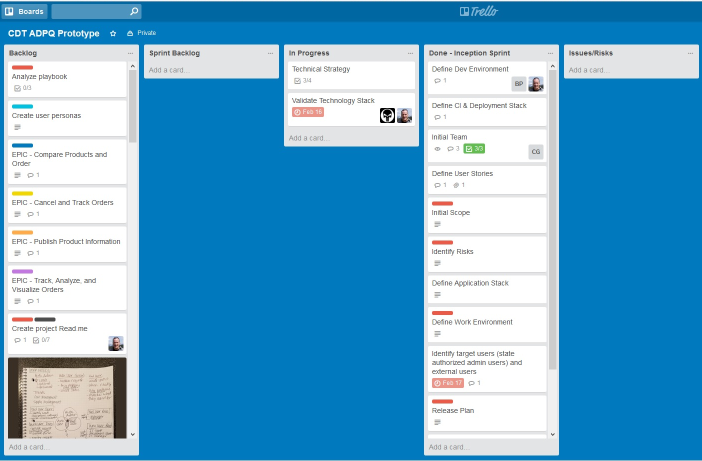 Boards
Trello
CDT ADPQ Prototype
Private
Backlog
Analyze playbook
0/3
Create user personas
EPIC - Compare Products and
Order
1
EPIC - Cancel and Track Orders
1
EPIC - Publish Product Information
1
EPIC - Track, Analyze, and
Visualize Orders
1
Create project Read.me
1 0/7
Add a card...
Sprint Backlog
Add a card...
In Progress
Technical Strategy
3/4
Validate Technology Stack
Feb 16
Add a card...
Done - Inception Sprint
Define Dev Environment
1
BP
Define CI & Deployment Stack
1
Initial Team
3 3/3
CG
Define User Stories
1 1
Initial Scope
Identify Risks
Define Application Stack
Define Work Environment
Identify target users (state
authorized admin users) and
external users
Feb 17 1
Release Plan
Add a card...
Issues/Risks
Add a card...